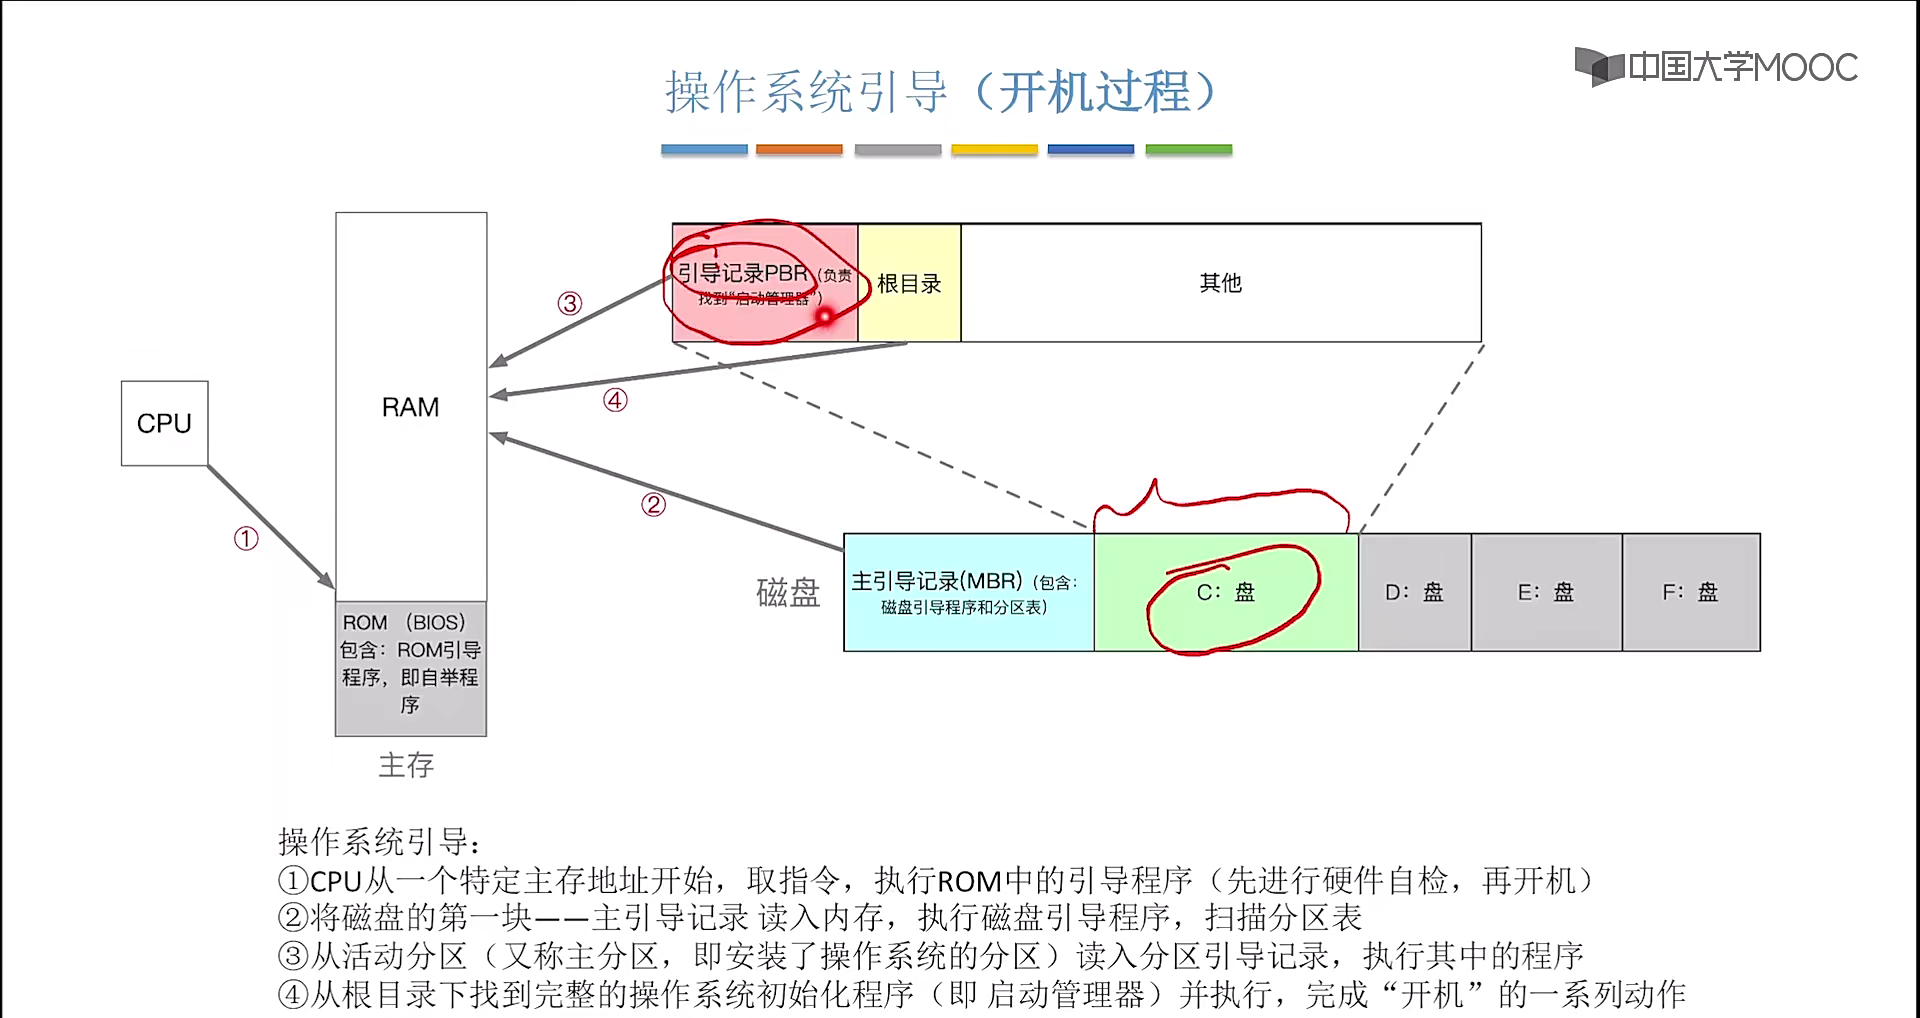 中国大学MOOC
操作系统引导（开机过程）
引导记录PBR（负责
找到“启动管理器”）
根目录
其他
③
④
RAM
CPU
②
①
磁盘
主引导记录(MBR)（包含：
磁盘引导程序和分区表）
C：盘
D：盘
E：盘
F：盘
ROM （BIOS）
包含：ROM引导
程序，即自举程
序
主存
操作系统引导：
①CPU从一个特定主存地址开始，取指令，执行ROM中的引导程序（先进行硬件自检，再开机）
②将磁盘的第一块——主引导记录 读入内存，执行磁盘引导程序，扫描分区表
③从活动分区（又称主分区，即安装了操作系统的分区）读入分区引导记录，执行其中的程序
④从根目录下找到完整的操作系统初始化程序（即 启动管理器）并执行，完成“开机”的一系列动作